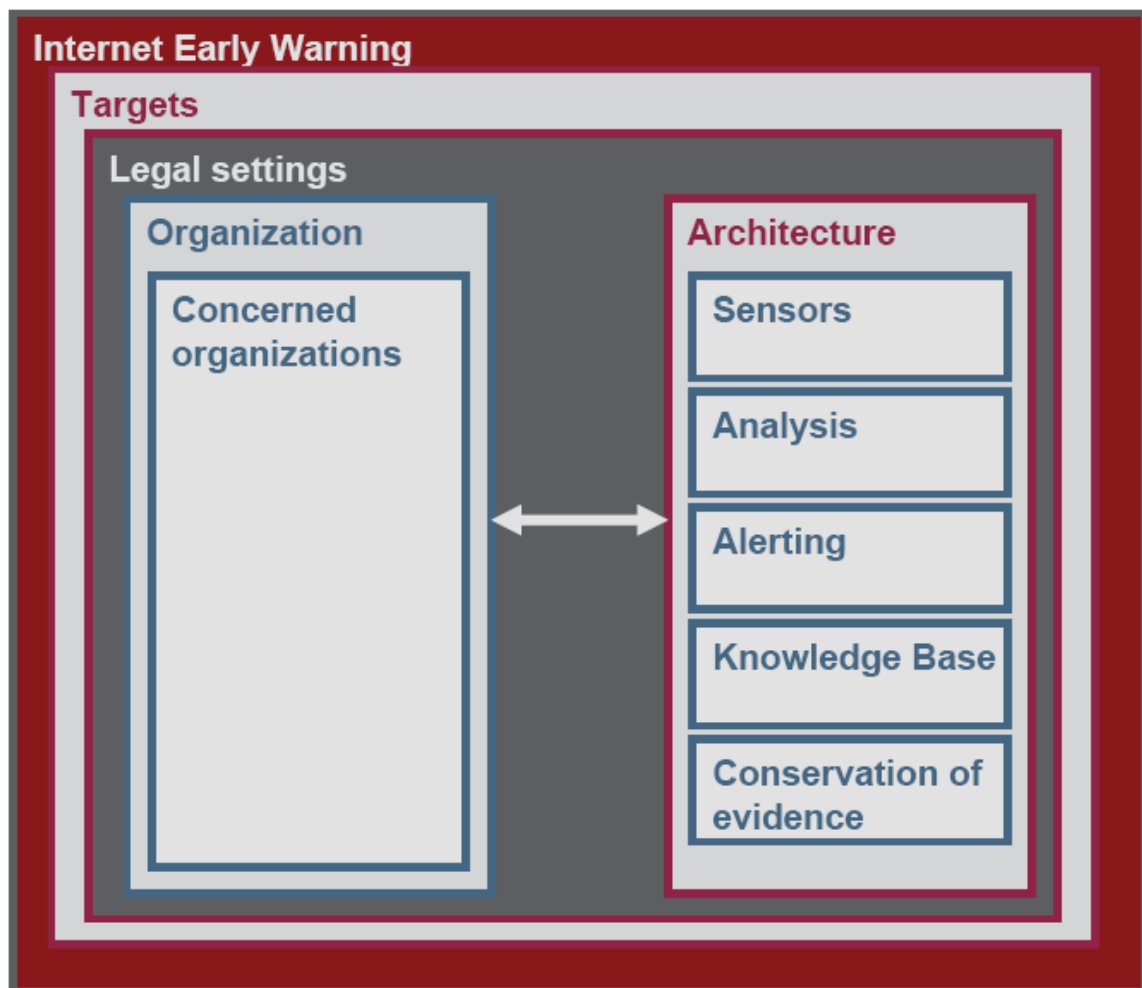 Internet Early Warning
Targets
Legal settings
Organization
Concerned
organizations
Architecture
Sensors
Analysis
Alerting
Knowledge Base
Conservation of
evidence